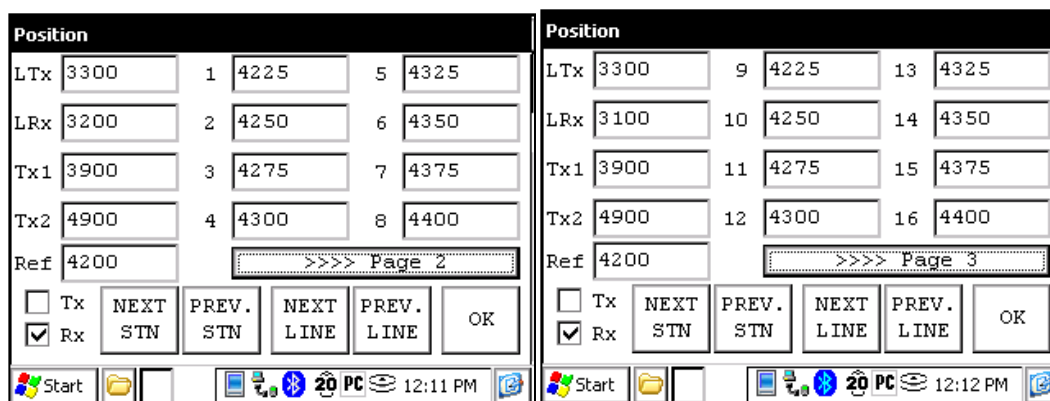 Position
LTx 3300 1 4225 5 4325
LRx 3200 2 4250 6 4350
Tx1 3900 3 4275 7 4375
Tx2 4900 4 4300 8 4400
Ref 4200 >>>> Page 2
Tx NEXT STN PREV. STN NEXT LINE PREV. LINE OK
Rx
Start 20 PC 12:11 PM
Position
LTx 3300 9 4225 13 4325
LRx 3100 10 4250 14 4350
Tx1 3900 11 4275 15 4375
Tx2 4900 12 4300 16 4400
Ref 4200 >>>> Page 3
Tx NEXT STN PREV. STN NEXT LINE PREV. LINE OK
Rx
Start 20 PC 12:12 PM